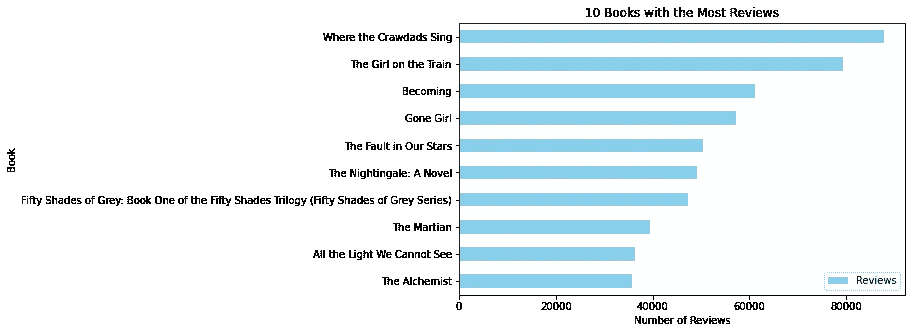 10 Books with the Most Reviews
Where the Crawdads Sing
The Girl on the Train
Becoming
Gone Girl
The Fault in Our Stars
The Nightingale: A Novel
Fifty Shades of Grey: Book One of the Fifty Shades Trilogy (Fifty Shades of Grey Series)
The Martian
All the Light We Cannot See
The Alchemist
Book
Reviews
0 20000 40000 60000 80000
Number of Reviews